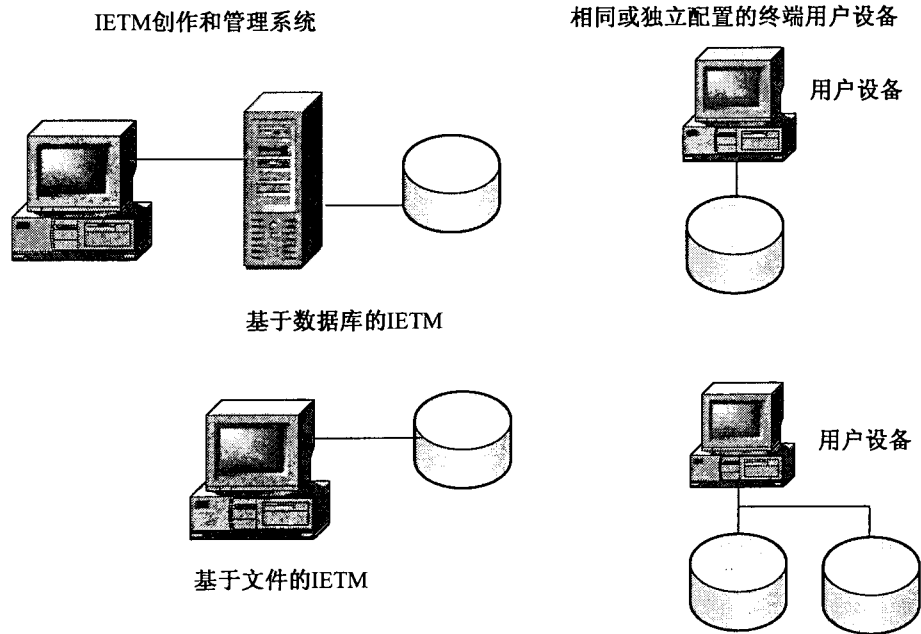 IETM创作和管理系统
相同或独立配置的终端用户设备
用户设备
基于数据库的IETM
用户设备
基于文件的IETM